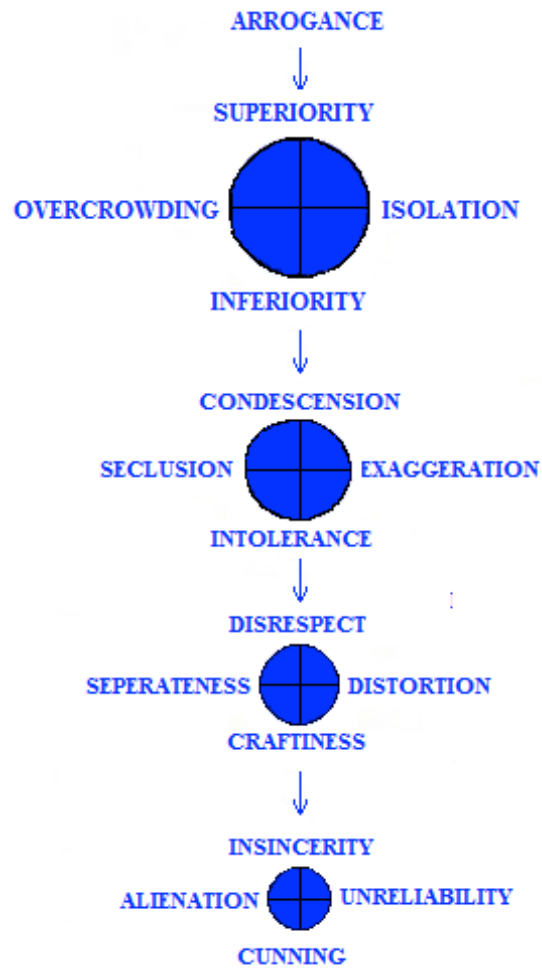 ARROGANCE
SUPERIORITY
OVERCROWDING ISOLATION
INFERIORITY
CONDESCENSION
SECLUSION EXAGGERATION
INTOLERANCE
DISRESPECT
SEPERATENESS DISTORTION
CRAFTINESS
INSINCERITY
ALIENATION UNRELIABILITY
CUNNING